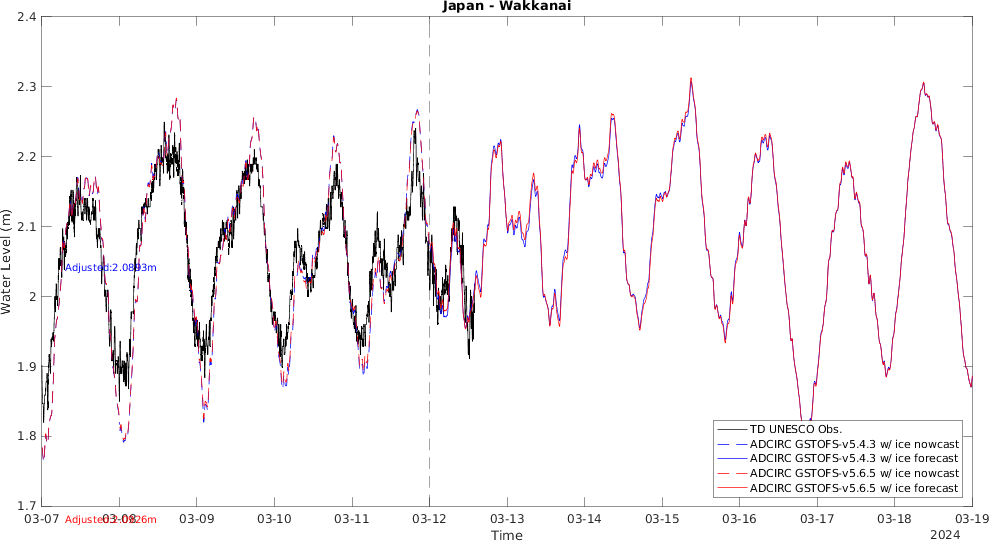 Japan - Wakkanai
Water Level (m)
2.4
2.3
2.2
2.1
2
1.9
1.8
1.7
Adjusted:2.0893m
TD UNESCO Obs.
ADCIRC GSTOFS-v5.4.3 w/ ice nowcast
ADCIRC GSTOFS-v5.4.3 w/ ice forecast
ADCIRC GSTOFS-v5.6.5 w/ ice nowcast
ADCIRC GSTOFS-v5.6.5 w/ ice forecast
03-07 03-08 03-09 03-10 03-11 03-12 03-13 03-14 03-15 03-16 03-17 03-18 03-19
Time
2024